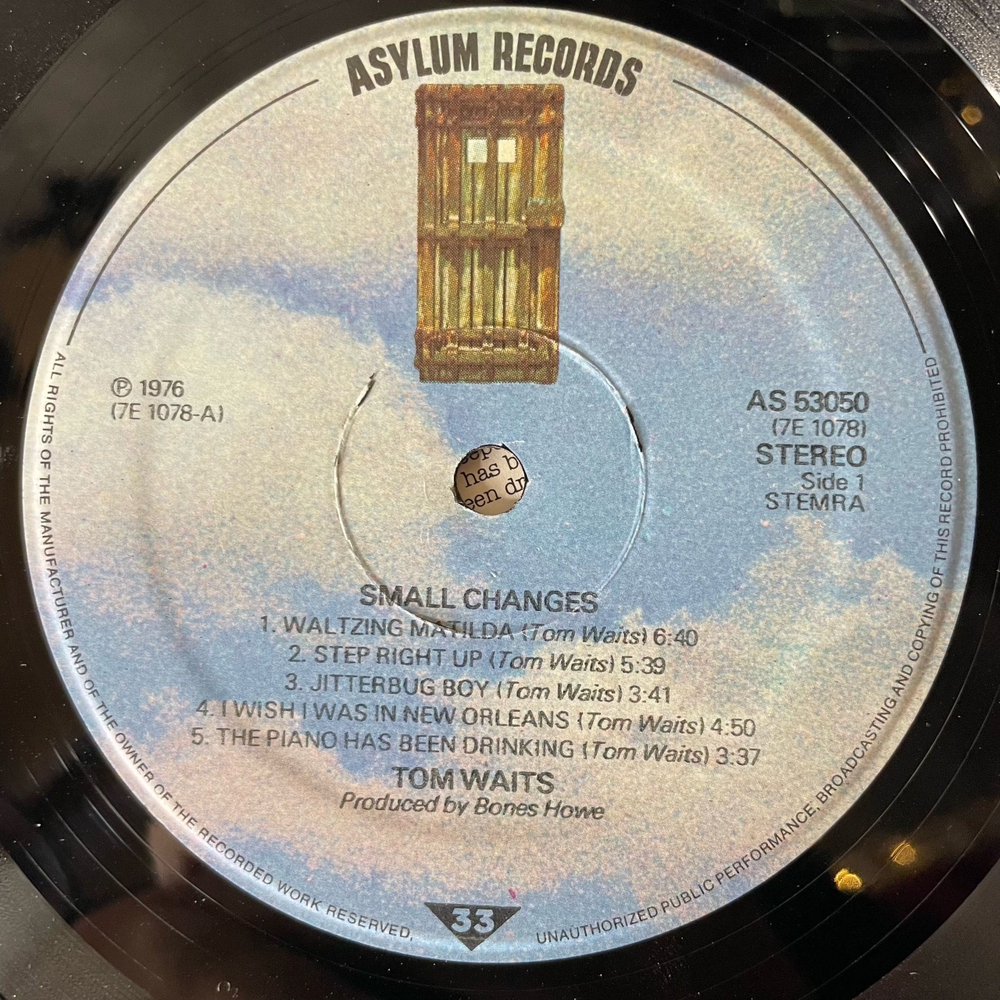 ASYLUM RECORDS
℗ 1976
(7E 1078-A)
AS 53050
(7E 1078)
STEREO
Side 1
STEMRA
has b
een dr
SMALL CHANGES
1. WALTZING MATILDA (Tom Waits) 6:40
2. STEP RIGHT UP (Tom Waits) 5:39
3. JITTERBUG BOY (Tom Waits) 3:41
4. I WISH I WAS IN NEW ORLEANS (Tom Waits) 4:50
5. THE PIANO HAS BEEN DRINKING (Tom Waits) 3:37
TOM WAITS
Produced by Bones Howe
33
ALL RIGHTS OF THE MANUFACTURER AND OF THE OWNER OF THE RECORDED WORK RESERVED,
UNAUTHORIZED PUBLIC PERFORMANCE, BROADCASTING AND COPYING OF THIS RECORD PROHIBITED